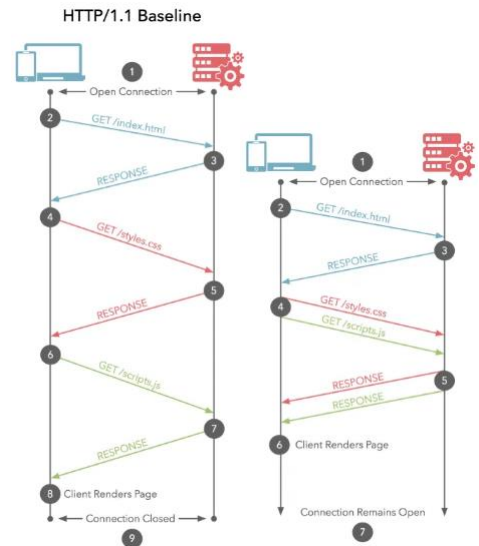 HTTP/1.1 Baseline
1
Open Connection
2
GET /index.html
3
RESPONSE
4
GET /styles.css
5
RESPONSE
6
GET /scripts.js
7
RESPONSE
8 Client Renders Page
Connection Closed
9
1
Open Connection
2
GET /index.html
3
RESPONSE
4
GET /styles.css
GET /scripts.js
5
RESPONSE
RESPONSE
6 Client Renders Page
Connection Remains Open
7